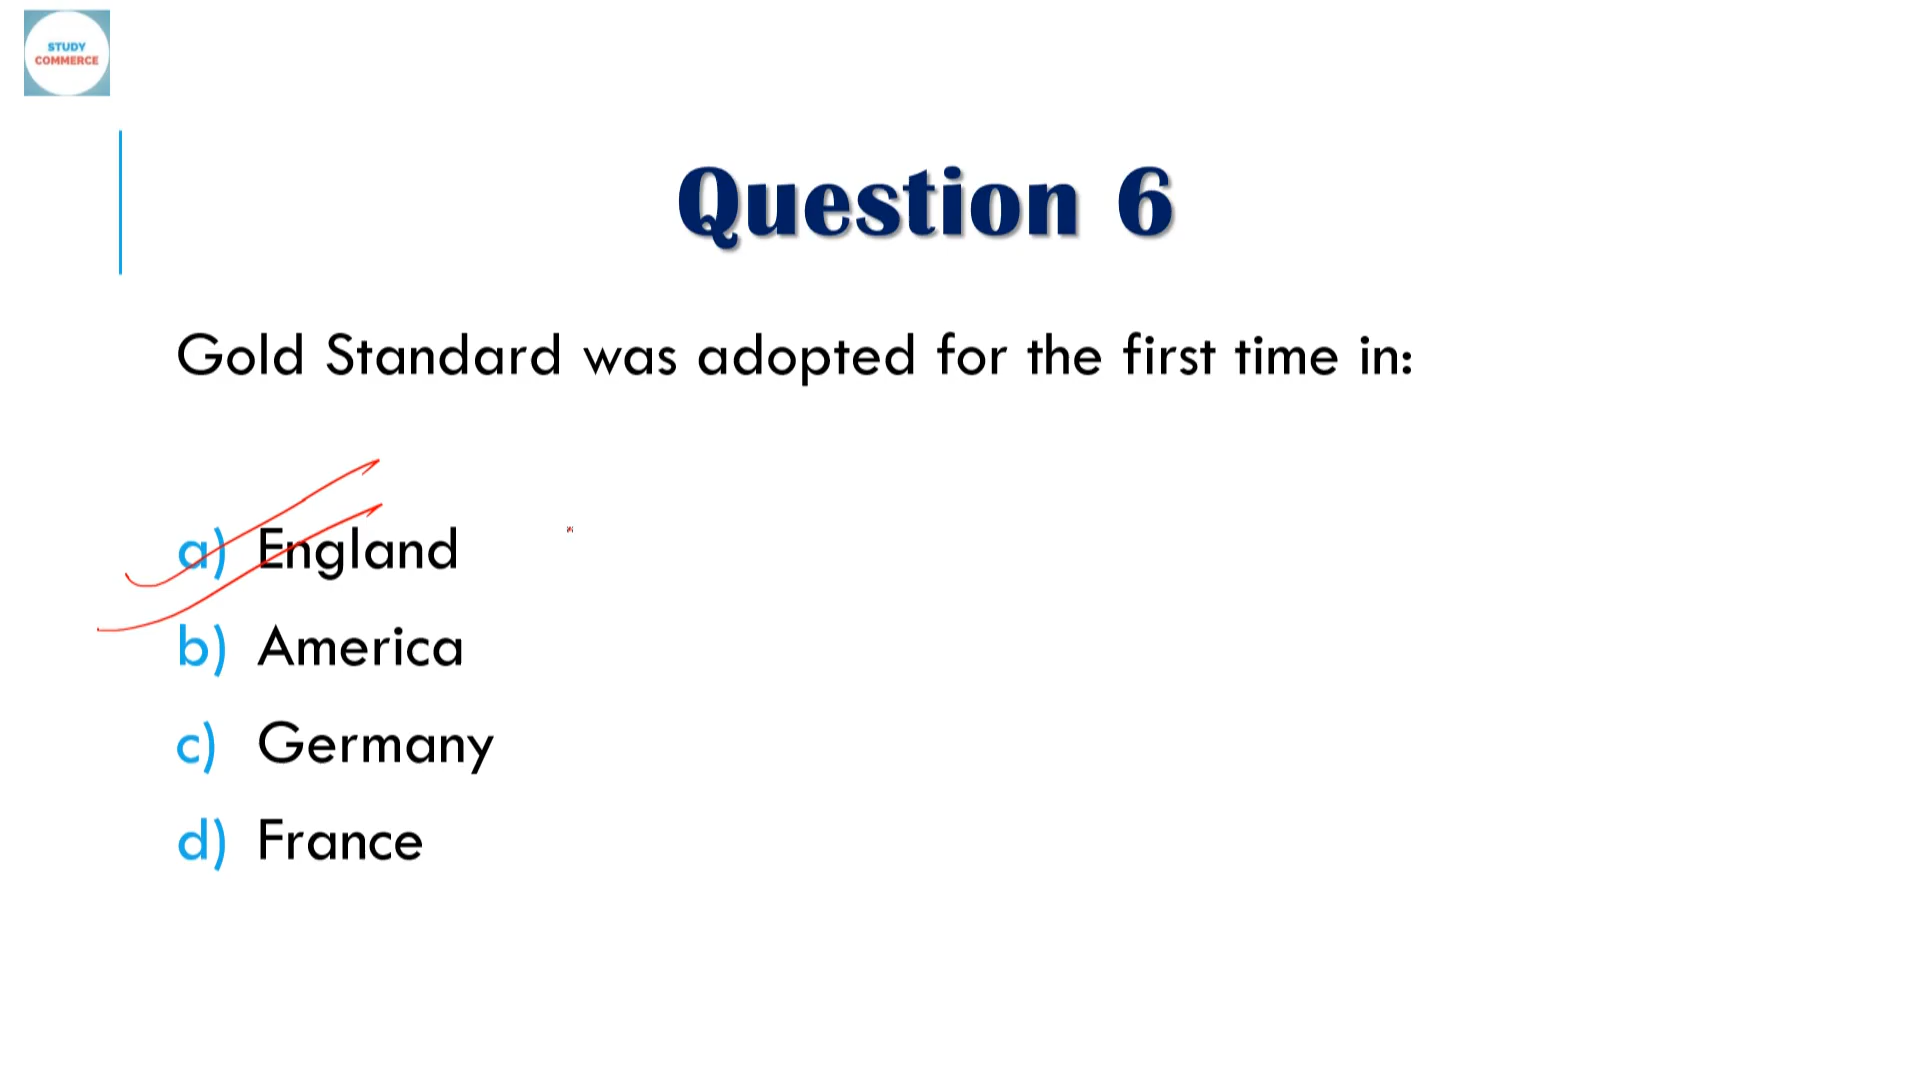 STUDY
COMMERCE
Question 6
Gold Standard was adopted for the first time in:
a) England
b) America
c) Germany
d) France